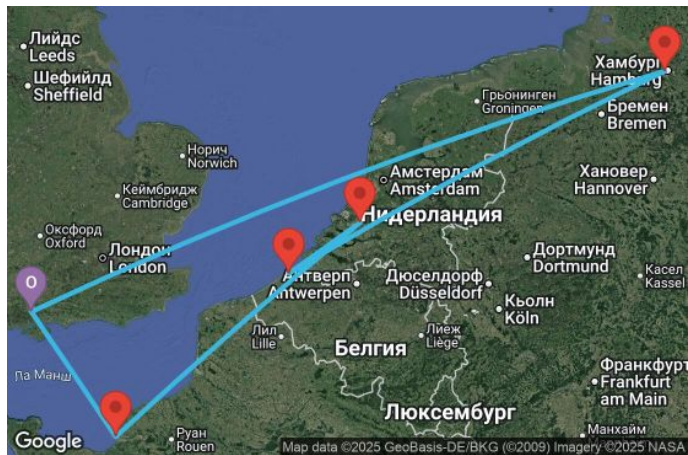 Лийдс
Leeds
Шефийлд
Sheffield
Хамбург
Hamburg
Грьонинген
Groningen
Бремен
Bremen
Норич
Norwich
Амстердам
Amsterdam
Хановер
Hannover
Кеймбридж
Cambridge
Нидерландия
Оксфорд
Oxford
Лондон
London
Дортмунд
Dortmund
Антверп
Antwerpen
Дюселдорф
Düsseldorf
Касел
Kassel
О
Кьолн
Köln
Лил
Lille
Лиеж
Liège
Белгия
Ла Манш
Франкфурт
Frankfurt
am Main
Люксембург
Руан
Rouen
Манхайм
Google
Map data ©2025 GeoBasis-DE/BKG (©2009) Imagery ©2025 NASA